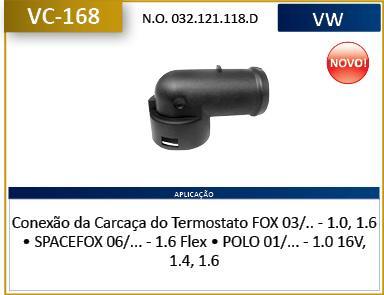 VC-168
N.O. 032.121.118.D
VW
NOVO!
APLICAÇÃO
Conexão da Carcaça do Termostato FOX 03/.. - 1.0, 1.6
• SPACEFOX 06/... - 1.6 Flex • POLO 01/... - 1.0 16V,
1.4, 1.6